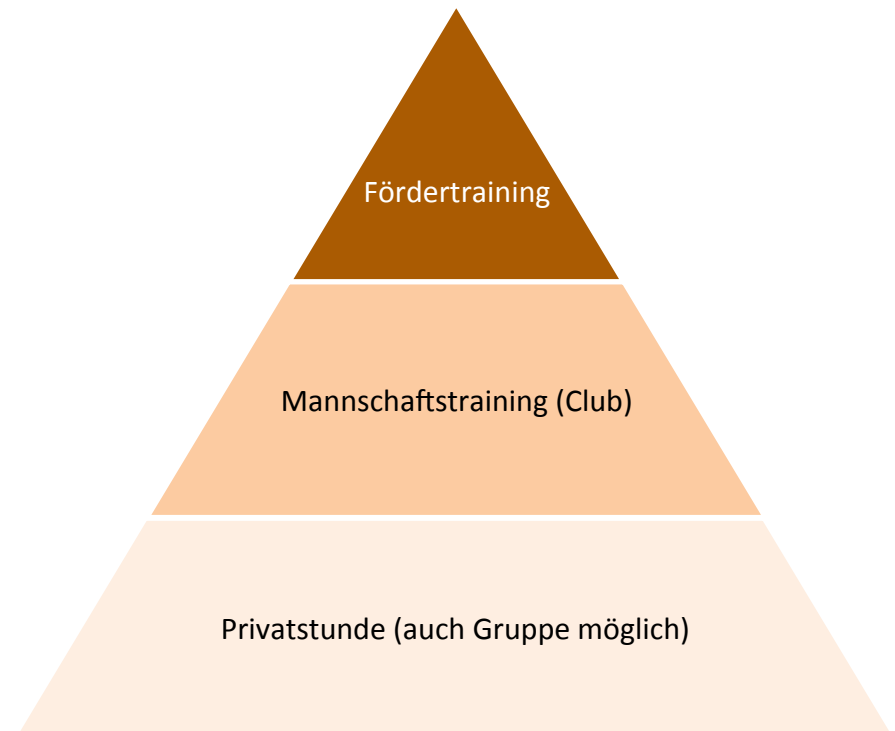 Fördertraining
Mannschaftstraining (Club)
Privatstunde (auch Gruppe möglich)